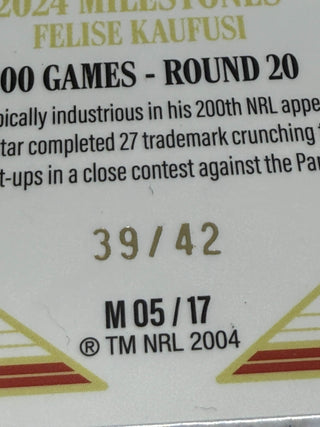 2024 MILESTONES
FELISE KAUFUSI
00 GAMES - ROUND 20
pically industrious in his 200th NRL appe
tar completed 27 trademark crunching
t-ups in a close contest against the Pa
39/42
M 05/17
® TM NRL 2004